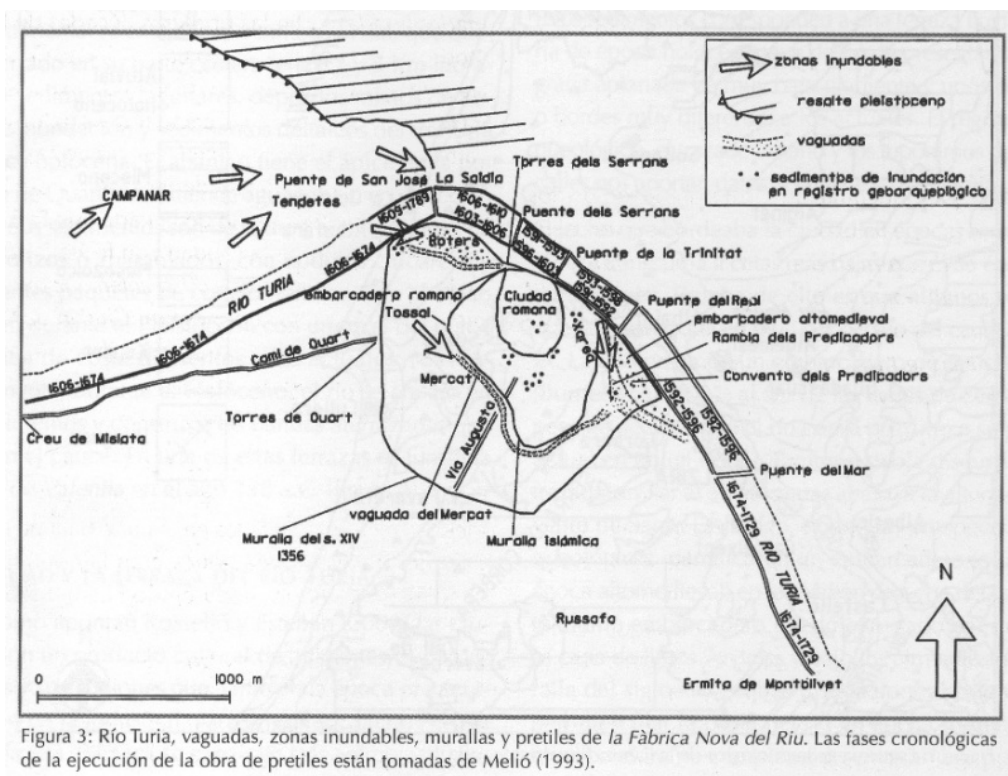 zonas inundables
resalte pleistoceno
vaguadas
sedimentos de inundación
en registro geoarqueológico
CAMPANAR
Tendetes
Puente de San José
La Saïdia
Torres dels Serrans
Puente dels Serrans
Puente de la Trinitat
Puente del Real
embarcadero altomedieval
Rambla dels Predicadors
Convent dels Predicadors
Puente del Mar
1609-1789
1606-1610
1592-1596
1592-1596
1606-1674
1606-1674
1606-1674
RIO TURIA
Botera
embarcadero romano
Tossal
Ciudad
romana
Xarea
Camí de Quart
Mercat
Torres de Quart
Creu de Mislata
Via Augusta
vaguada del Mercat
Muralla del s. XIV
1356
Muralla Islámica
1674-1729
RIO TURIA
1674-1729
Russafa
N
0
1000 m
Ermita de Montolivet
Figura 3: Río Turia, vaguadas, zonas inundables, murallas y pretiles de la Fàbrica Nova del Riu. Las fases cronológicas
de la ejecución de la obra de pretiles están tomadas de Melió (1993).